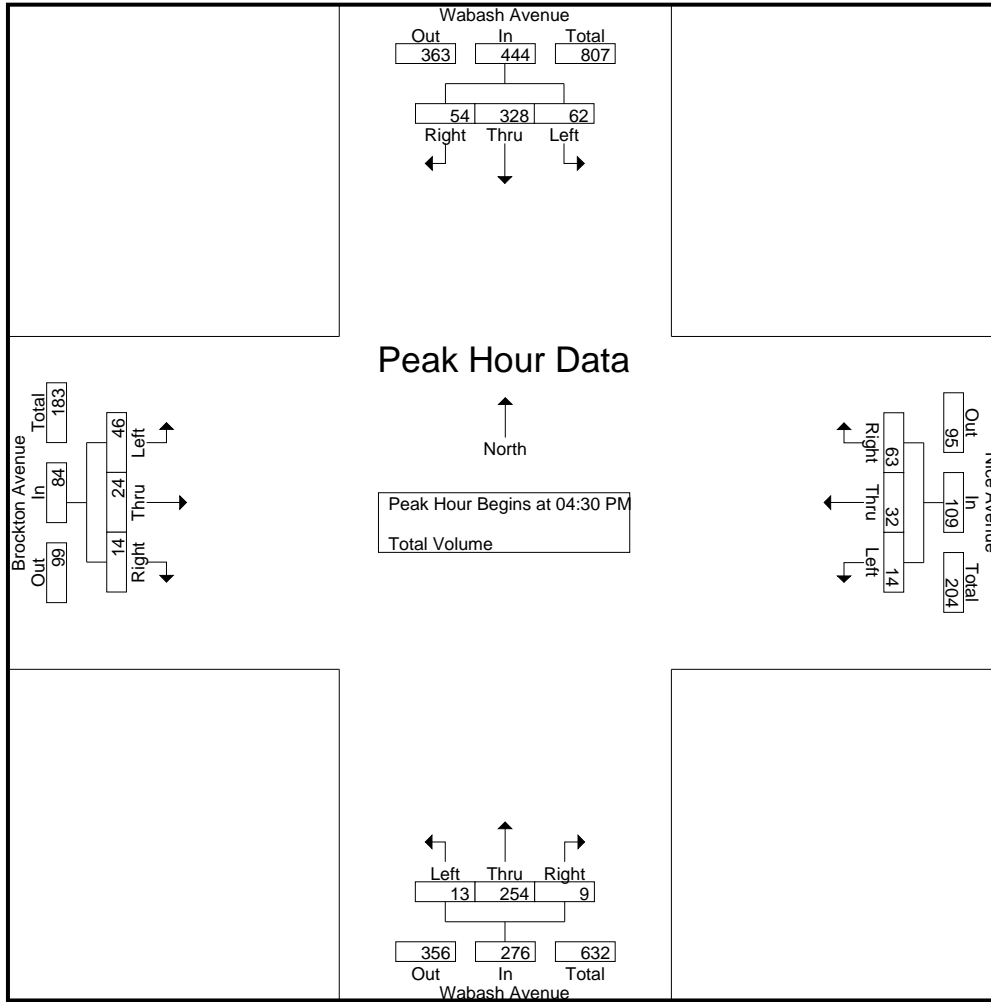 Wabash Avenue
Out In Total
363 444 807
54 328 62
Right Thru Left
Peak Hour Data
North
Peak Hour Begins at 04:30 PM
Total Volume
Brockton Avenue
Out In Total
99 84 183
14 24 46
Right Thru Left
Nice Avenue
Out In Total
95 109 204
63 32 14
Right Thru Left
Left Thru Right
13 254 9
356 276 632
Out In Total
Wabash Avenue